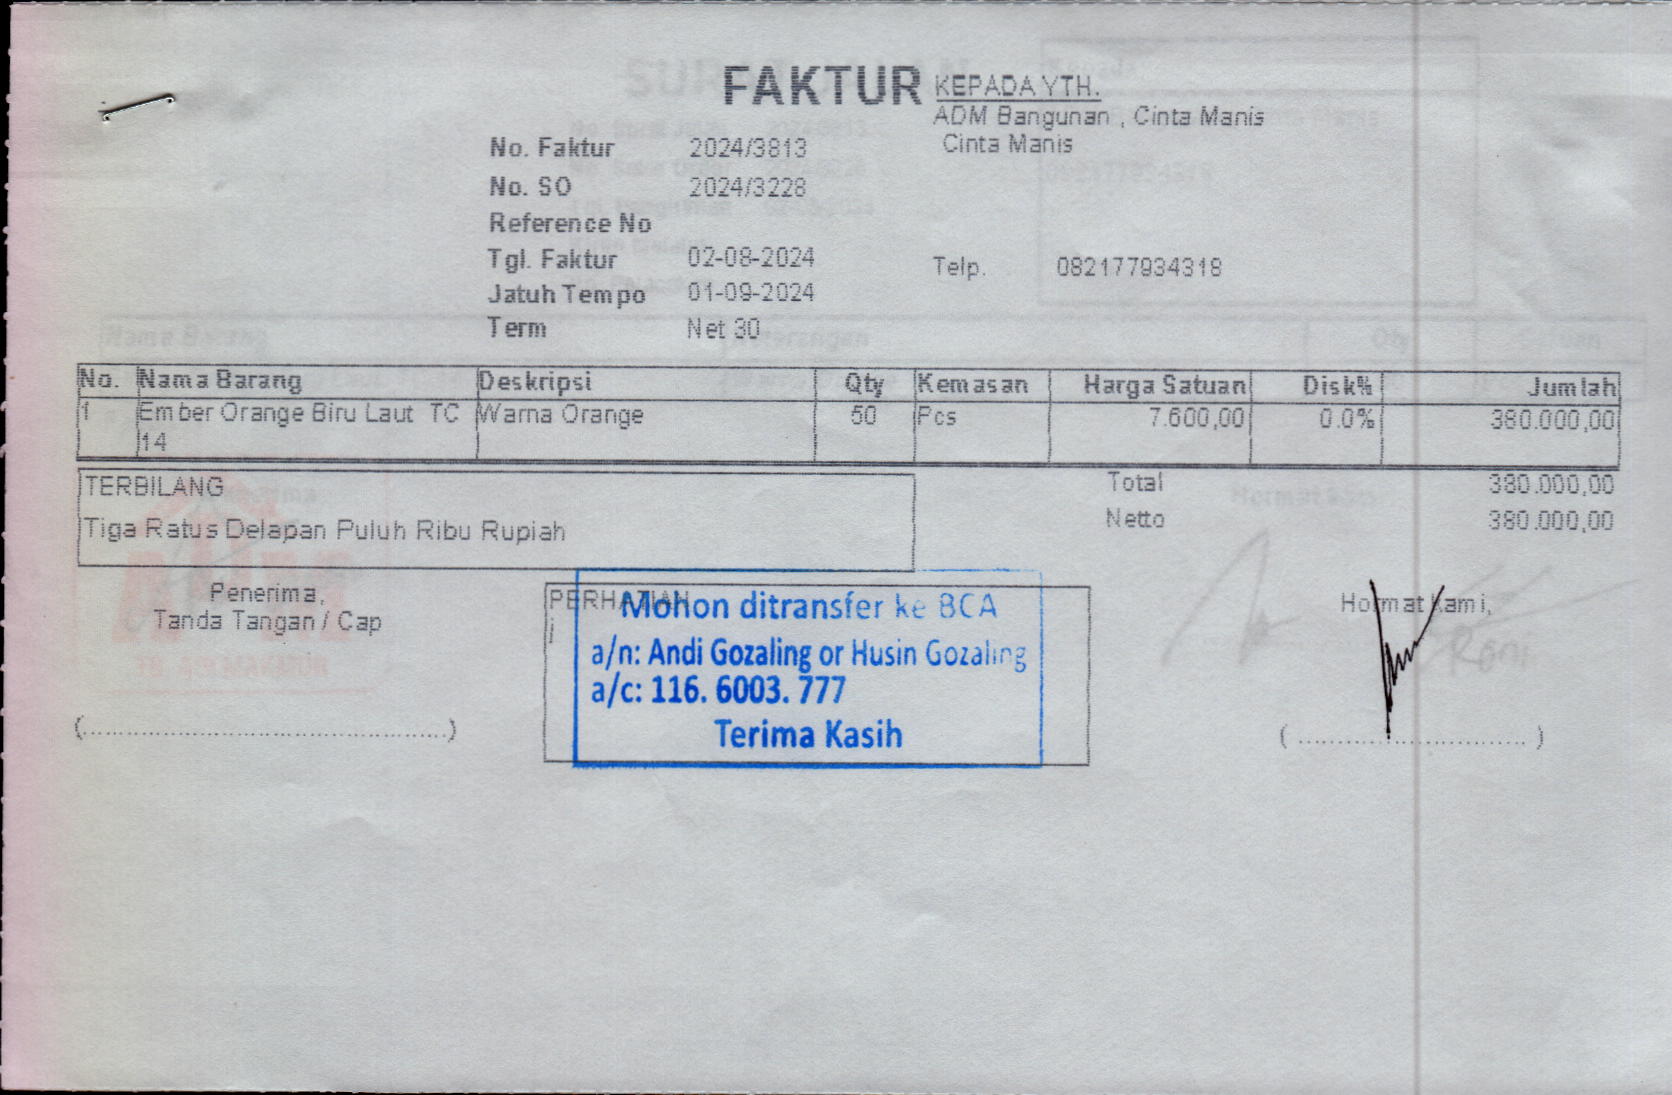 FAKTUR
KEPADA YTH.
ADM Bangunan , Cinta Manis
Cinta Manis
No. Faktur 2024/3813
No. SO 2024/3228
Reference No
Tgl. Faktur 02-08-2024
Telp. 082177934318
Jatuh Tempo 01-09-2024
Term Net 30
No. Nama Barang Deskripsi Qty Kemasan Harga Satuan Disk% Jumlah
1 Ember Orange Biru Laut TC Warna Orange 50 Pcs 7.600,00 0.0% 380.000,00
14
TERBILANG
Tiga Ratus Delapan Puluh Ribu Rupiah
Total 380.000,00
Netto 380.000,00
Penerima,
Tanda Tangan / Cap
(..............................................)
PERHATIAN
i
Mohon ditransfer ke BCA
a/n: Andi Gozaling or Husin Gozaling
a/c: 116. 6003. 777
Terima Kasih
Hormat Kami,
( ............................. )